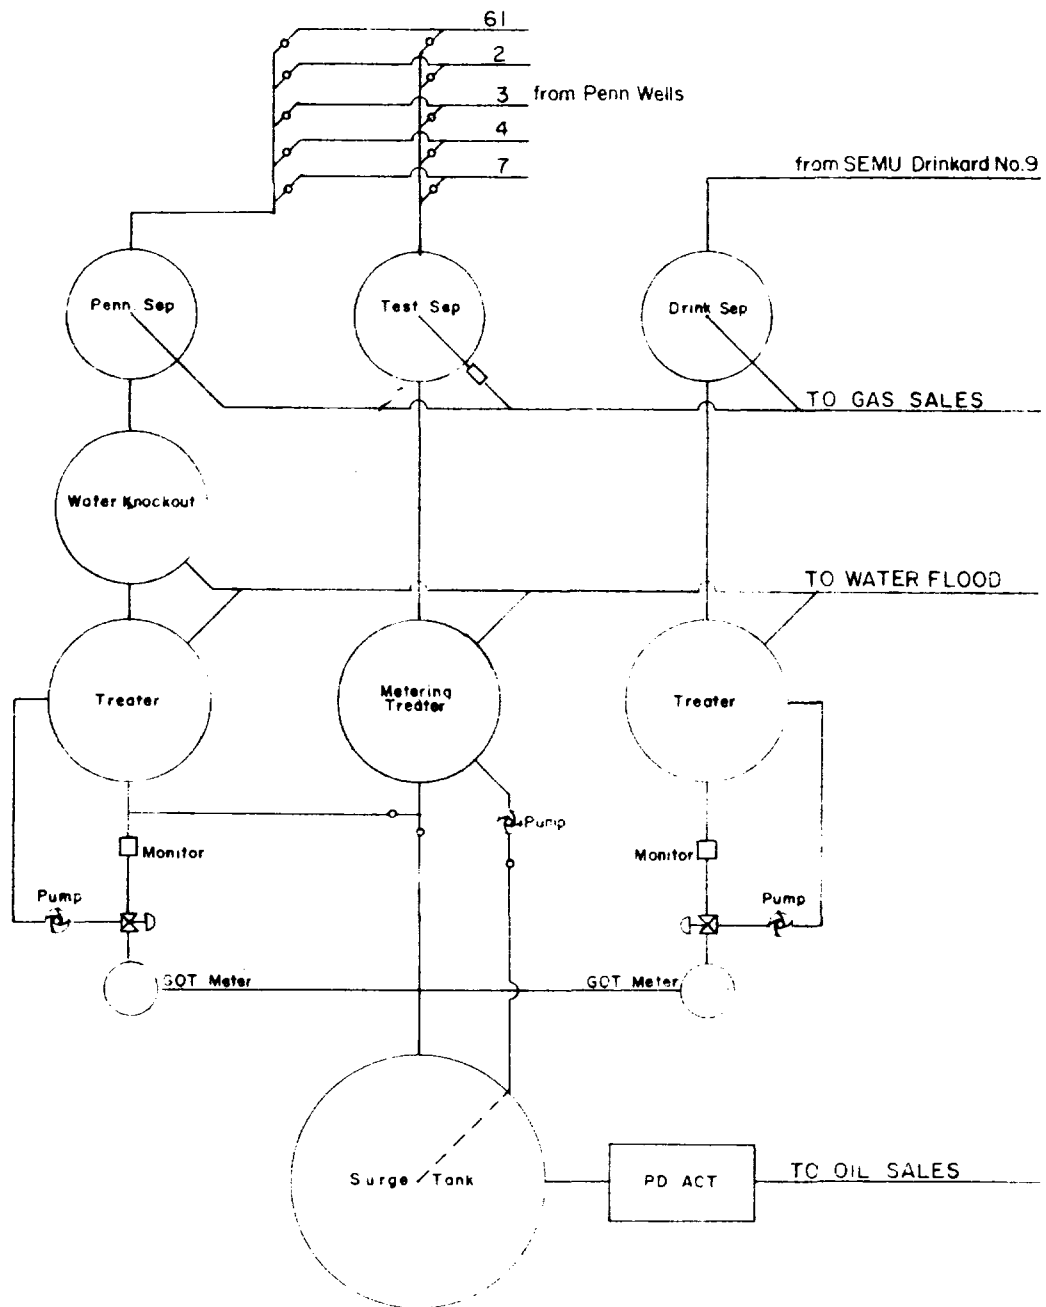 61
2
3 from Penn Wells
4
7
from SEMU Drinkard No.9
Penn. Sep
Test Sep
Drink Sep
TO GAS SALES
Water Knockout
TO WATER FLOOD
Treater
Metering
Treater
Treater
Pump
Monitor
Monitor
Pump
Pump
GOT Meter
GOT Meter
Surge Tank
PD ACT
TO OIL SALES